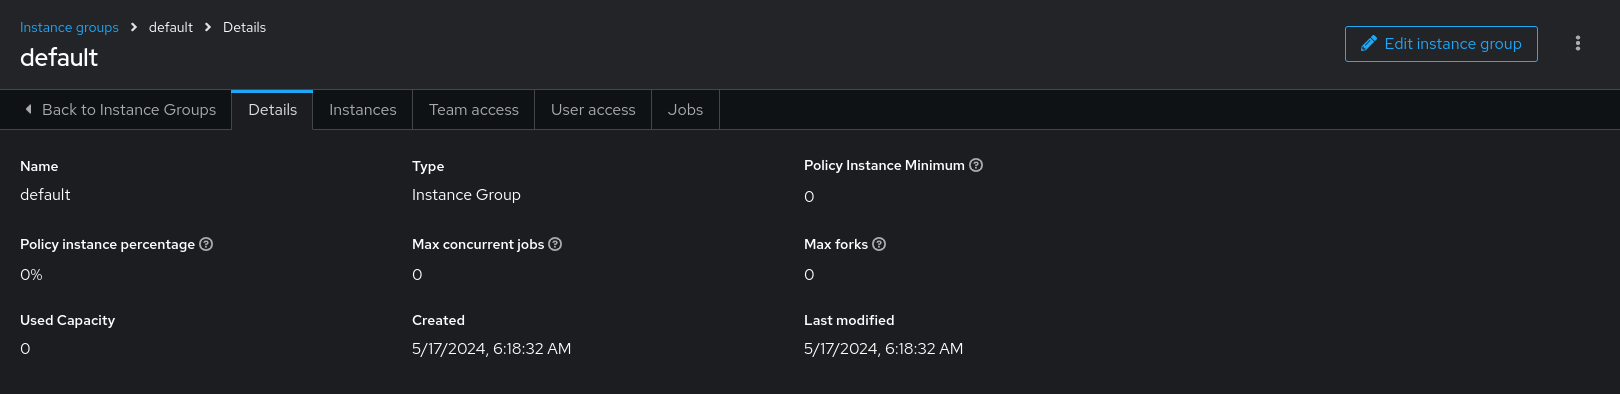 Instance groups > default > Details
default
Edit instance group
Back to Instance Groups
Details
Instances
Team access
User access
Jobs
Name
default
Type
Instance Group
Policy Instance Minimum
0
Policy instance percentage
0%
Max concurrent jobs
0
Max forks
0
Used Capacity
0
Created
5/17/2024, 6:18:32 AM
Last modified
5/17/2024, 6:18:32 AM